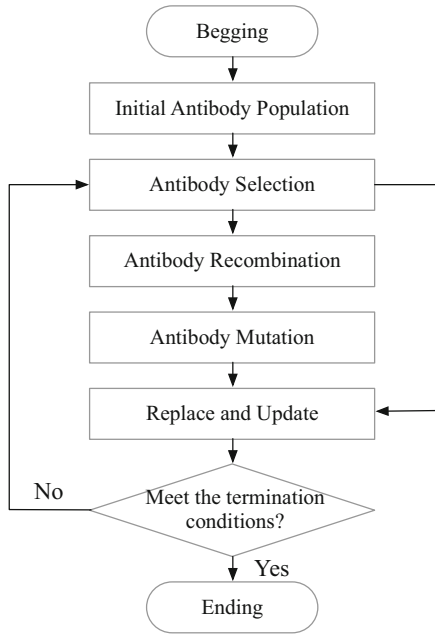 Begging
Initial Antibody Population
Antibody Selection
Antibody Recombination
Antibody Mutation
Replace and Update
Meet the termination
conditions?
No
Yes
Ending